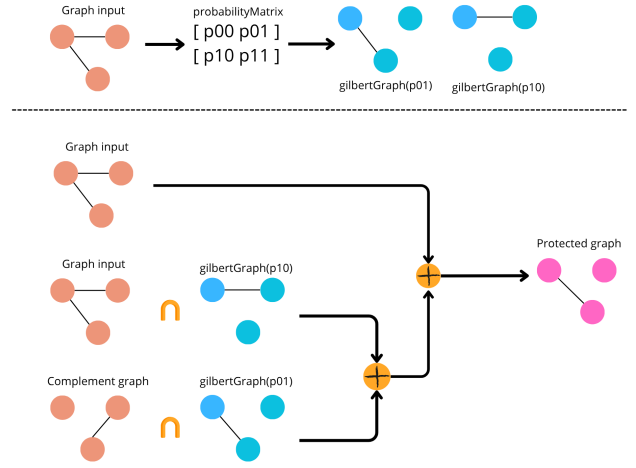 Graph input
probabilityMatrix
[ p00 p01 ]
[ p10 p11 ]
gilbertGraph(p01)
gilbertGraph(p10)
Graph input
Graph input
gilbertGraph(p10)
∩
Complement graph
gilbertGraph(p01)
∩
Protected graph